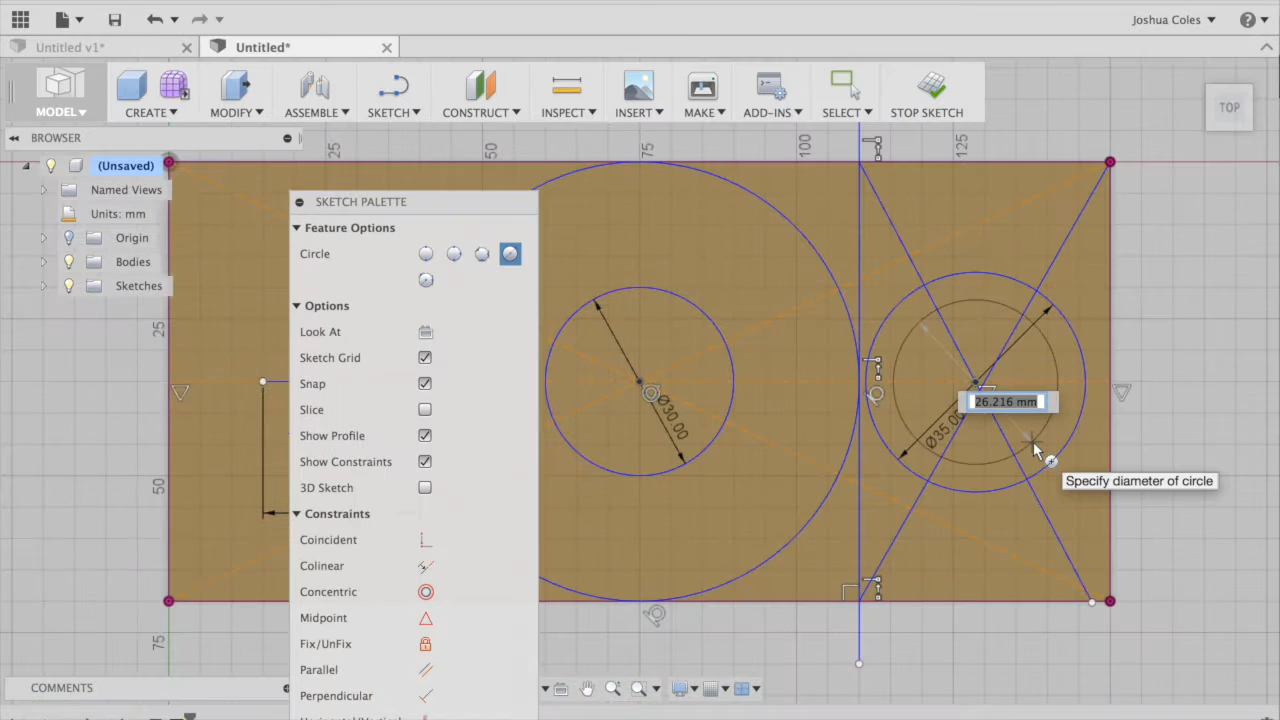 Joshua Coles
Untitled v1*
Untitled*
MODEL
CREATE
MODIFY
ASSEMBLE
SKETCH
CONSTRUCT
INSPECT
INSERT
MAKE
ADD-INS
SELECT
STOP SKETCH
TOP
BROWSER
25
50
75
100
125
(Unsaved)
Named Views
Units: mm
Origin
Bodies
Sketches
25
50
75
SKETCH PALETTE
Feature Options
Circle
Options
Look At
Sketch Grid
Snap
Slice
Show Profile
Show Constraints
3D Sketch
Constraints
Coincident
Colinear
Concentric
Midpoint
Fix/UnFix
Parallel
Perpendicular
Ø30.00
26.216 mm
Specify diameter of circle
COMMENTS